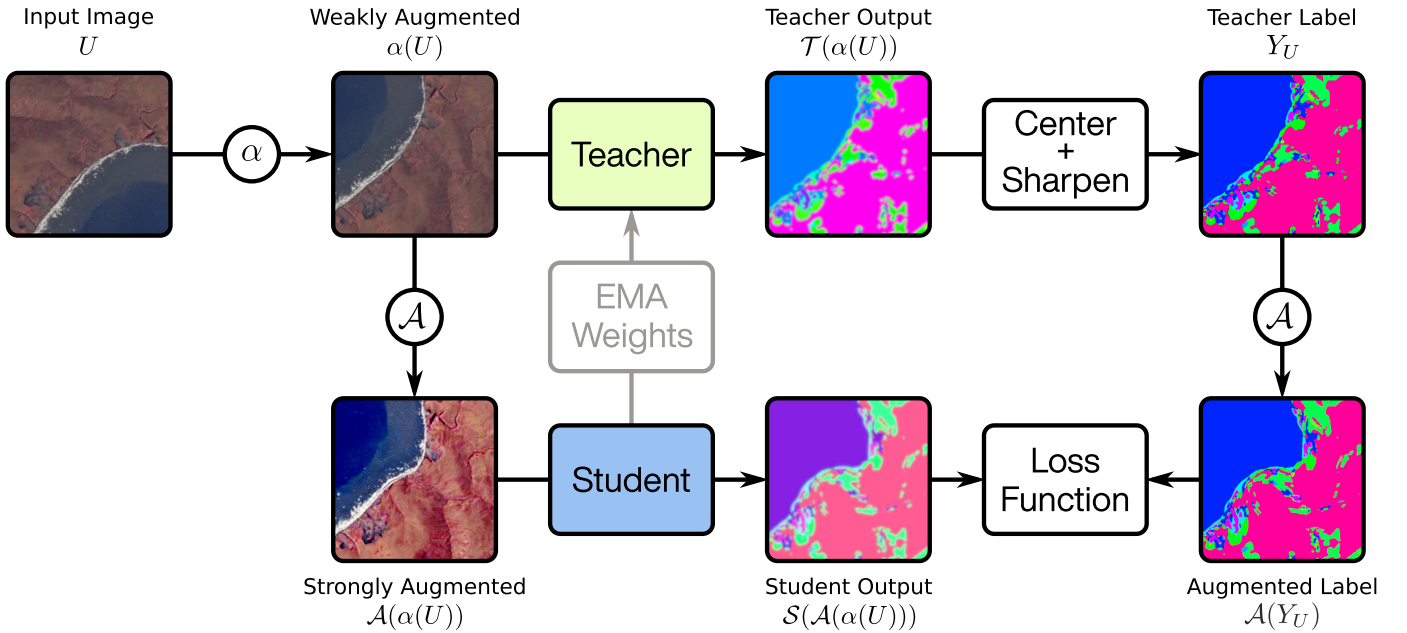 Input Image
U
Weakly Augmented
α(U)
Teacher Output
𝒯(α(U))
Teacher Label
Y_U
α
Teacher
Center
+
Sharpen
𝒜
EMA
Weights
𝒜
Student
Loss
Function
Strongly Augmented
𝒜(α(U))
Student Output
𝒮(𝒜(α(U)))
Augmented Label
𝒜(Y_U)